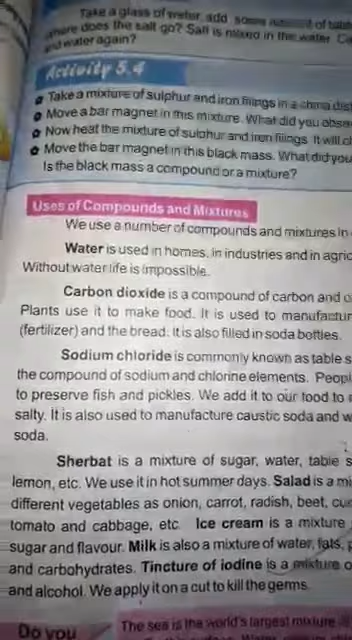 Take a glass of water, add some amount of table
where does the salt go? Salt is mixed in the water. Ca
and water again?
Activity 5.4
Take a mixture of sulphur and iron filings in a china dis
Move a bar magnet in this mixture. What did you obse
Now heat the mixture of sulphur and iron filings. It will c
Move the bar magnet in this black mass. What did you
Is the black mass a compound or a mixture?
Uses of Compounds and Mixtures
We use a number of compounds and mixtures in
Water is used in homes, in industries and in agric
Without water life is impossible.
Carbon dioxide is a compound of carbon and o
Plants use it to make food. It is used to manufactur
(fertilizer) and the bread. It is also filled in soda bottles.
Sodium chloride is commonly known as table s
the compound of sodium and chlorine elements. Peopl
to preserve fish and pickles. We add it to our food to
salty. It is also used to manufacture caustic soda and w
soda.
Sherbat is a mixture of sugar, water, table s
lemon, etc. We use it in hot summer days. Salad is a mi
different vegetables as onion, carrot, radish, beet, cu
tomato and cabbage, etc. Ice cream is a mixture
sugar and flavour. Milk is also a mixture of water, fats, p
and carbohydrates. Tincture of iodine is a mixture o
and alcohol. We apply it on a cut to kill the germs.
Do you
The sea is the world's largest mixture.